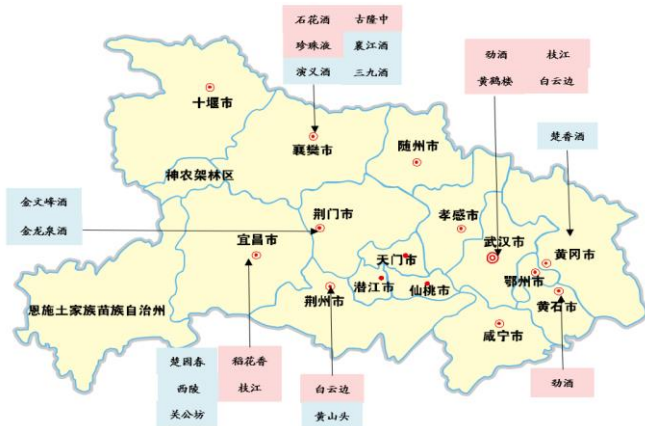 石花酒 古隆中
珍珠液 襄江酒
演义酒 三九酒
劲酒 枝江
黄鹤楼 白云边
楚香酒
十堰市
襄樊市
随州市
神农架林区
金文峰酒
金龙泉酒
荆门市
孝感市
宜昌市
武汉市
天门市
黄冈市
鄂州市
恩施土家族苗族自治州
荆州市
潜江市
仙桃市
黄石市
咸宁市
楚园春 稻花香
西陵 枝江
关公坊
白云边
黄山头
劲酒